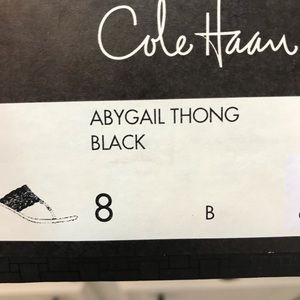 Cole Haan
ABYGAIL THONG
BLACK
8 B